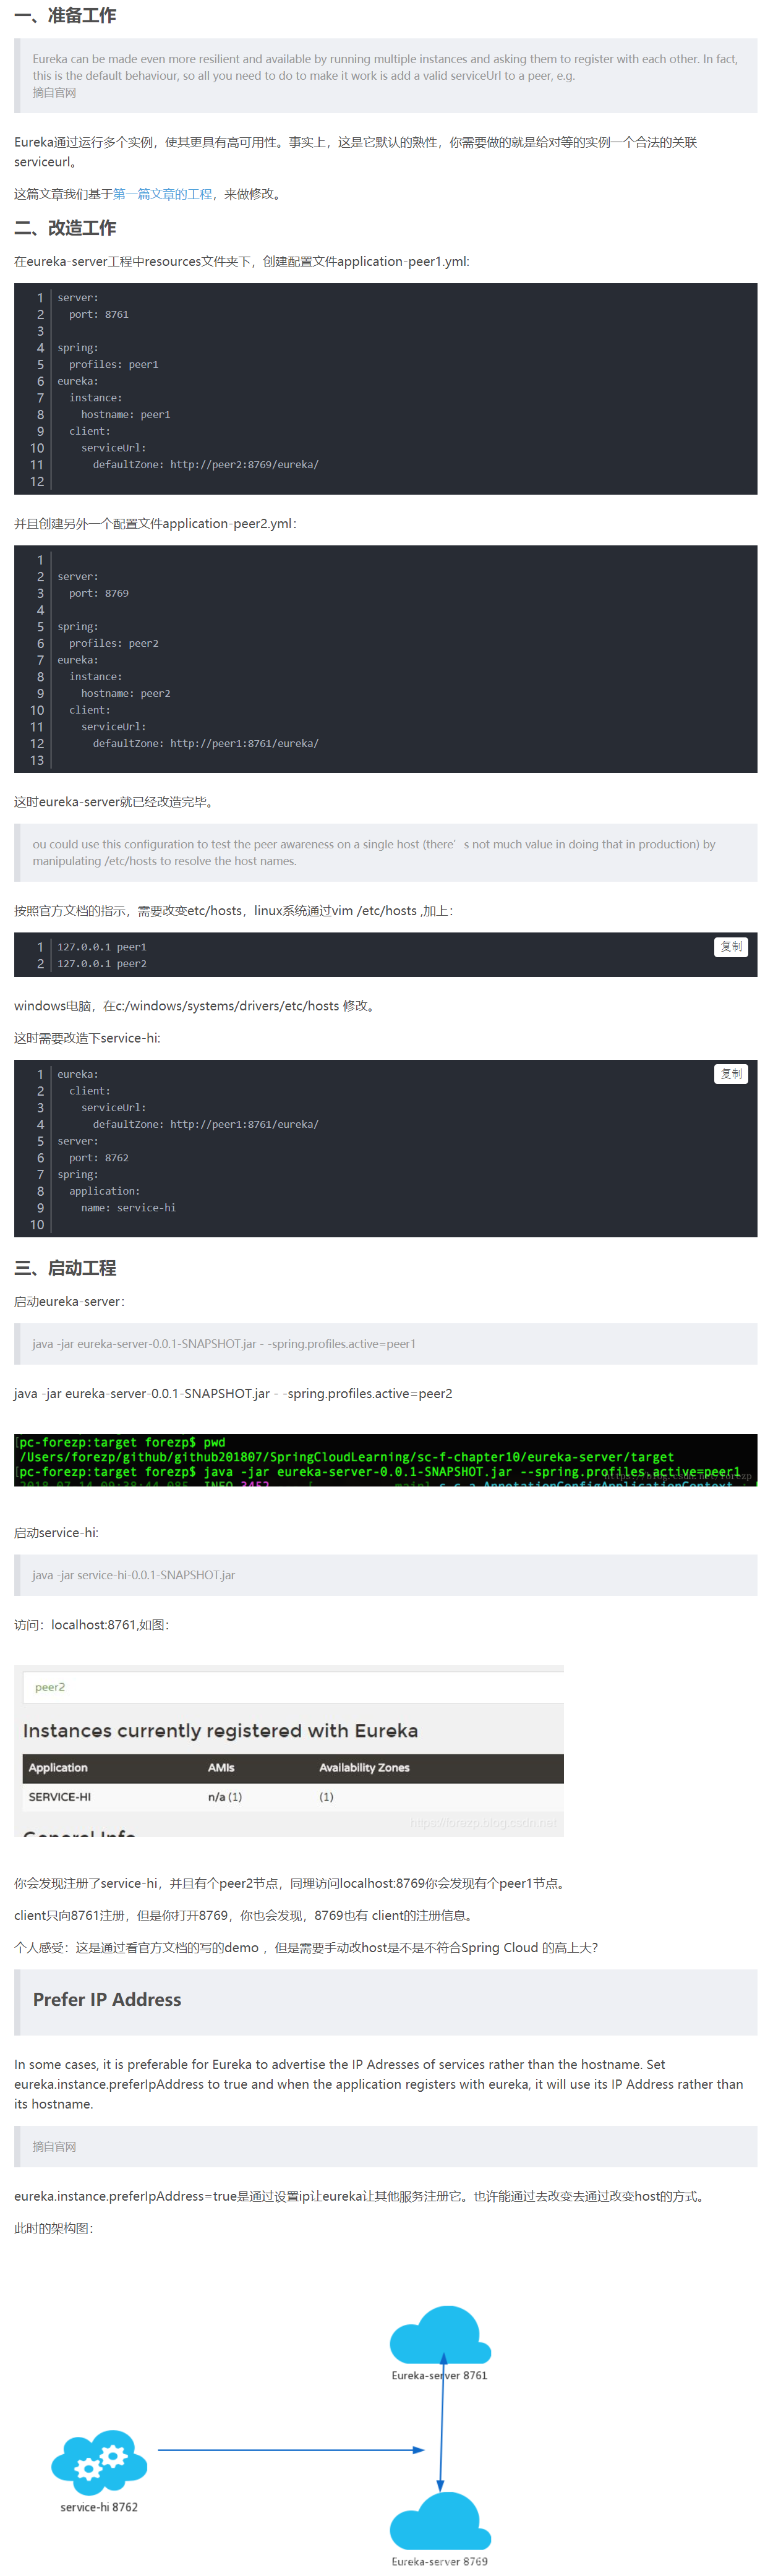 一、准备工作
Eureka can be made even more resilient and available by running multiple instances and asking them to register with each other. In fact,
this is the default behaviour, so all you need to do to make it work is add a valid serviceUrl to a peer, e.g.
摘自官网
Eureka通过运行多个实例，使其更具有高可用性。事实上，这是它默认的熟性，你需要做的就是给对等的实例一个合法的关联
serviceurl。
这篇文章我们基于第一篇文章的工程，来做修改。
二、改造工作
在eureka-server工程中resources文件夹下，创建配置文件application-peer1.yml:
1 server:
2   port: 8761
3
4 spring:
5   profiles: peer1
6 eureka:
7   instance:
8     hostname: peer1
9   client:
10     serviceUrl:
11       defaultZone: http://peer2:8769/eureka/
12
并且创建另外一个配置文件application-peer2.yml：
1
2 server:
3   port: 8769
4
5 spring:
6   profiles: peer2
7 eureka:
8   instance:
9     hostname: peer2
10   client:
11     serviceUrl:
12       defaultZone: http://peer1:8761/eureka/
13
这时eureka-server就已经改造完毕。
ou could use this configuration to test the peer awareness on a single host (there’s not much value in doing that in production) by
manipulating /etc/hosts to resolve the host names.
按照官方文档的指示，需要改变etc/hosts，linux系统通过vim /etc/hosts ,加上：
1 127.0.0.1 peer1
复制
2 127.0.0.1 peer2
windows电脑，在c:/windows/systems/drivers/etc/hosts 修改。
这时需要改造下service-hi:
1 eureka:
复制
2   client:
3     serviceUrl:
4       defaultZone: http://peer1:8761/eureka/
5 server:
6   port: 8762
7 spring:
8   application:
9     name: service-hi
10
三、启动工程
启动eureka-server：
java -jar eureka-server-0.0.1-SNAPSHOT.jar - -spring.profiles.active=peer1
java -jar eureka-server-0.0.1-SNAPSHOT.jar - -spring.profiles.active=peer2
[pc-forezp:target forezp$ pwd
/Users/forezp/github/github201807/SpringCloudLearning/sc-f-chapter10/eureka-server/target
[pc-forezp:target forezp$ java -jar eureka-server-0.0.1-SNAPSHOT.jar --spring.profiles.active=peer1
启动service-hi:
java -jar service-hi-0.0.1-SNAPSHOT.jar
访问：localhost:8761,如图：
peer2
Instances currently registered with Eureka
Application AMIs Availability Zones
SERVICE-HI n/a (1) (1)
https://forezp.blog.csdn.net
General Info
你会发现注册了service-hi，并且有个peer2节点，同理访问localhost:8769你会发现有个peer1节点。
client只向8761注册，但是你打开8769，你也会发现，8769也有 client的注册信息。
个人感受：这是通过看官方文档的写的demo ，但是需要手动改host是不是不符合Spring Cloud 的高上大？
Prefer IP Address
In some cases, it is preferable for Eureka to advertise the IP Adresses of services rather than the hostname. Set
eureka.instance.preferIpAddress to true and when the application registers with eureka, it will use its IP Address rather than
its hostname.
摘自官网
eureka.instance.preferIpAddress=true是通过设置ip让eureka让其他服务注册它。也许能通过去改变去通过改变host的方式。
此时的架构图：
Eureka-server 8761
service-hi 8762
Eureka-server 8769